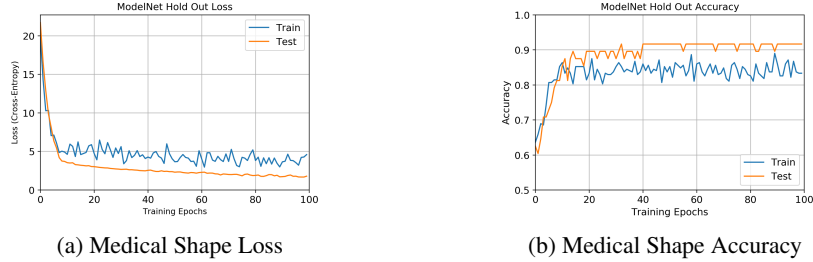 ModelNet Hold Out Loss
Loss (Cross-Entropy)
20
15
10
5
0
0 20 40 60 80 100
Training Epochs
Train
Test
(a) Medical Shape Loss
ModelNet Hold Out Accuracy
Accuracy
1.0
0.9
0.8
0.7
0.6
0.5
0 20 40 60 80 100
Training Epochs
Train
Test
(b) Medical Shape Accuracy